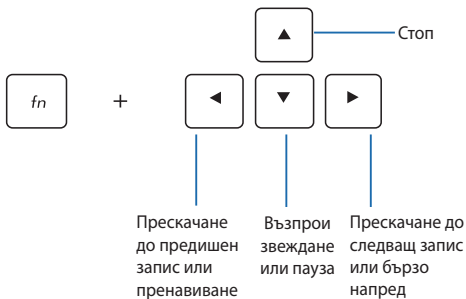 Стоп
fn
+
Прескачане
до предишен
запис или
пренавиване
Възпрои
звеждане
или пауза
Прескачане до
следващ запис
или бързо
напред